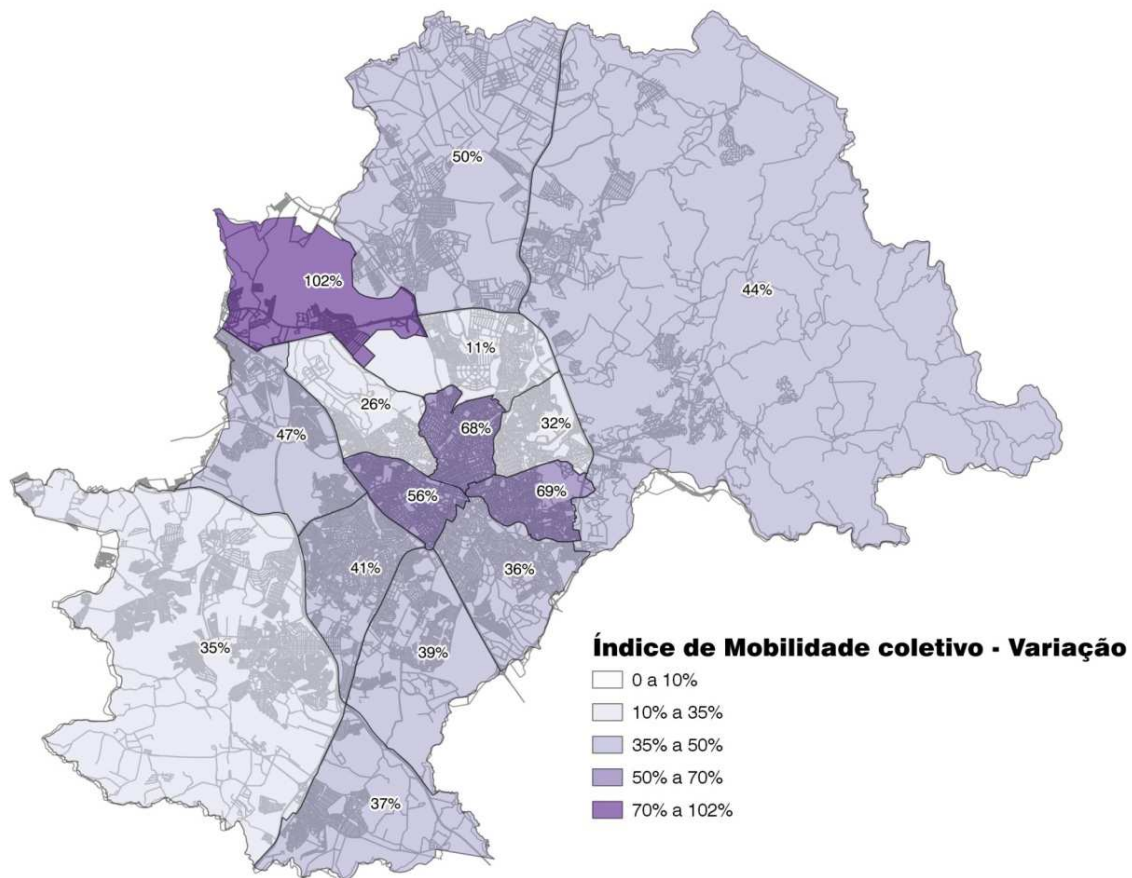 50%
102%
44%
11%
26%
68%
32%
47%
56%
69%
41%
36%
39%
35%
37%
Índice de Mobilidade coletivo - Variação
0 a 10%
10% a 35%
35% a 50%
50% a 70%
70% a 102%